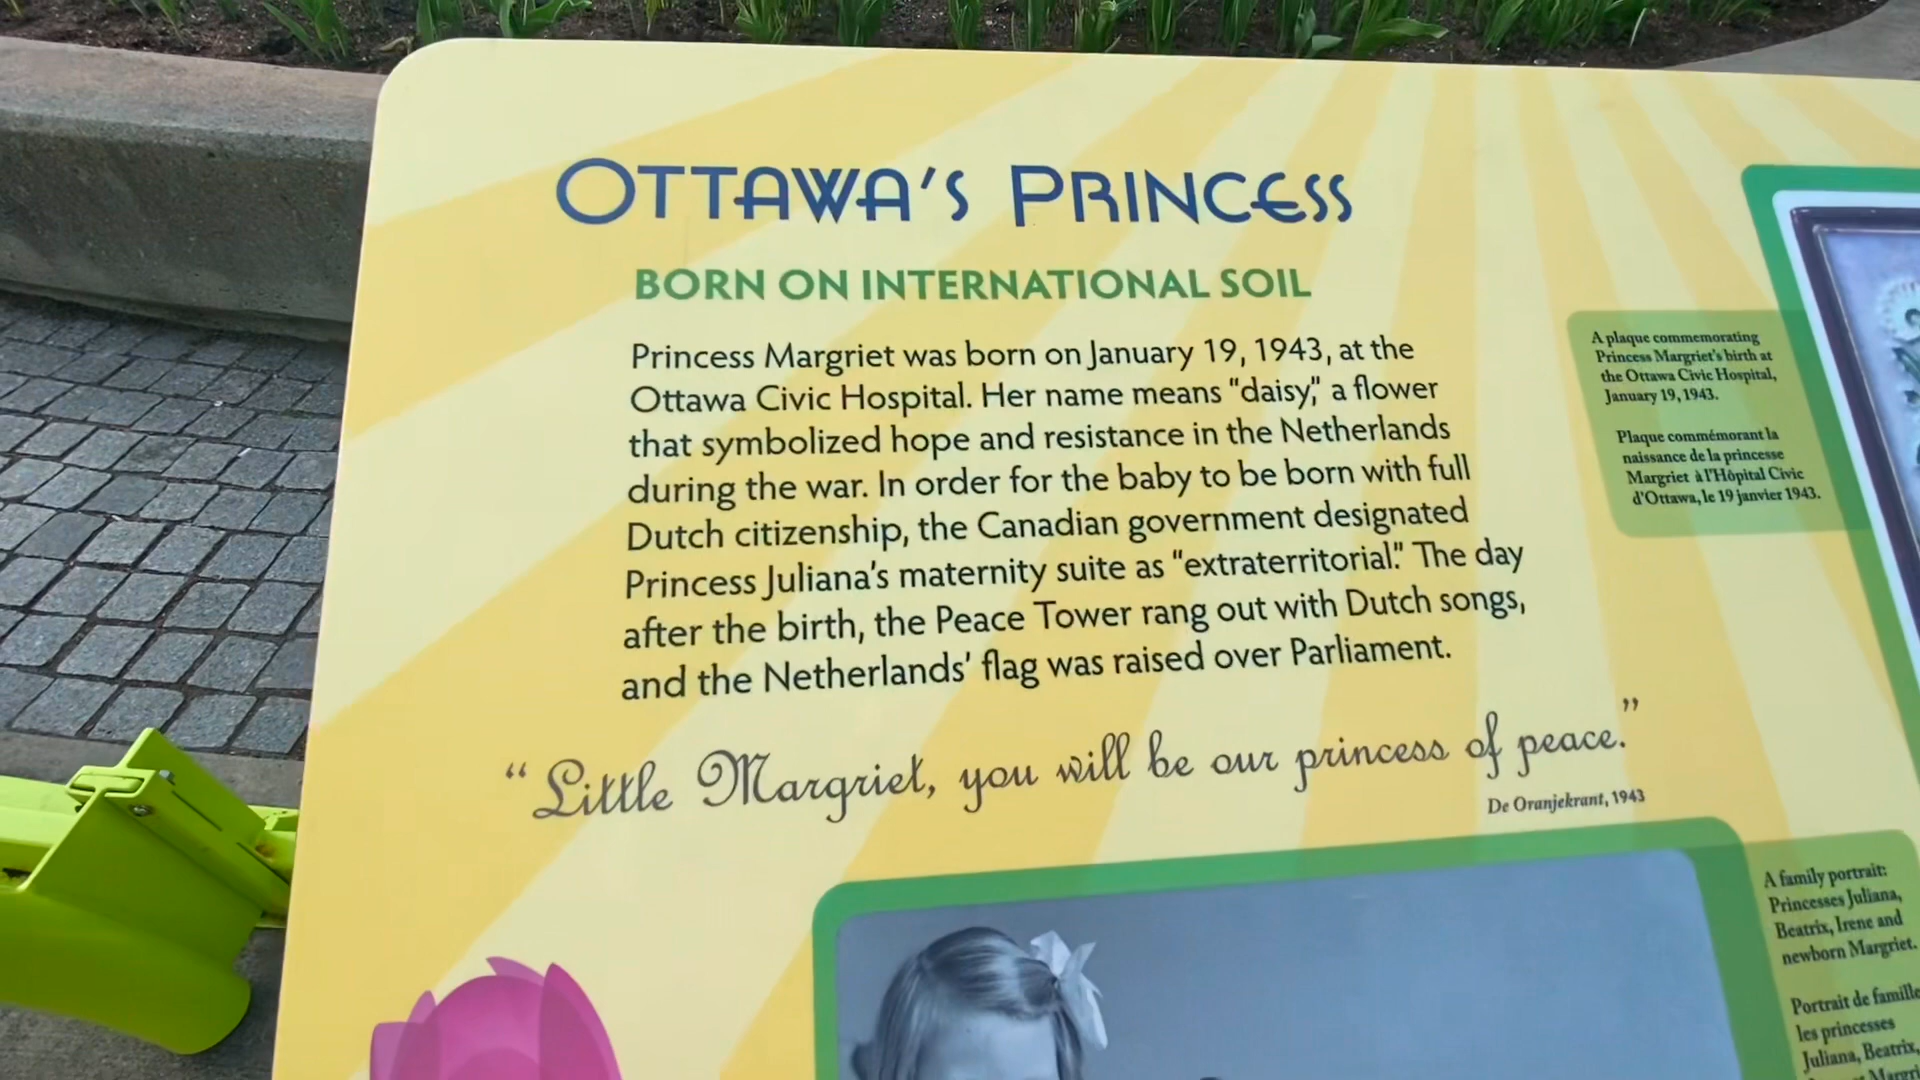 OTTAWA'S PRINCESS
BORN ON INTERNATIONAL SOIL
Princess Margriet was born on January 19, 1943, at the
Ottawa Civic Hospital. Her name means "daisy," a flower
that symbolized hope and resistance in the Netherlands
during the war. In order for the baby to be born with full
Dutch citizenship, the Canadian government designated
Princess Juliana's maternity suite as "extraterritorial." The day
after the birth, the Peace Tower rang out with Dutch songs,
and the Netherlands' flag was raised over Parliament.
"Little Margriet, you will be our princess of peace."
De Oranjekrant, 1943
A plaque commemorating
Princess Margriet's birth at
the Ottawa Civic Hospital,
January 19, 1943.
Plaque commémorant la
naissance de la princesse
Margriet à l'Hôpital Civic
d'Ottawa, le 19 janvier 1943.
A family portrait:
Princesses Juliana,
Beatrix, Irene and
newborn Margriet.
Portrait de famille
les princesses
Juliana, Beatrix,